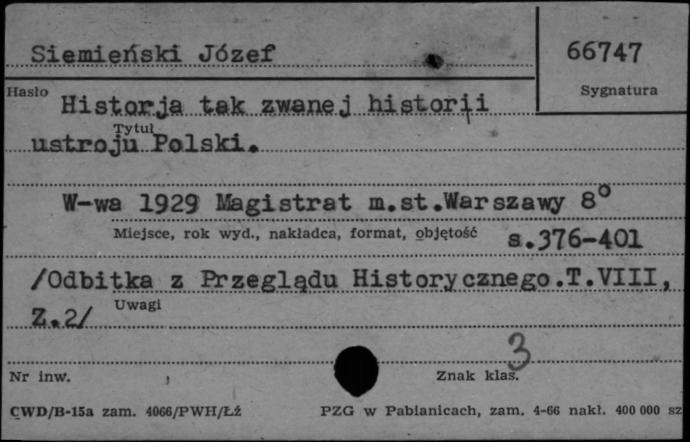 Siemieński Józef
66747
Hasło
Sygnatura
Historja tak zwanej historii
Tytuł
ustroju Polski.
W-wa 1929 Magistrat m.st.Warszawy 8°
Miejsce, rok wyd., nakładca, format, objętość
s.376-401
/Odbitka z Przeglądu Historycznego.T.VIII,
Uwagi
Z.2/
3
Nr inw.
Znak klas.
CWD/B-15a zam. 4066/PWH/Łź
PZG w Pabianicach, zam. 4-66 nakł. 400 000 sz